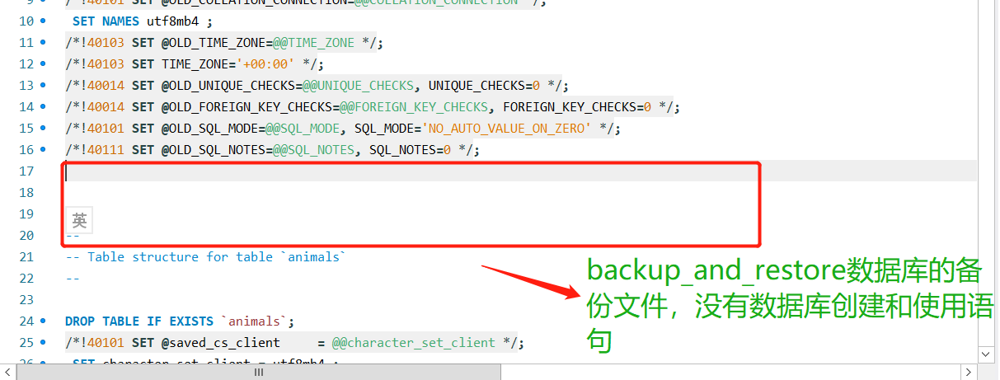 9 /*!40101 SET @OLD_COLLATION_CONNECTION=@@COLLATION_CONNECTION */;
10 SET NAMES utf8mb4 ;
11 /*!40103 SET @OLD_TIME_ZONE=@@TIME_ZONE */;
12 /*!40103 SET TIME_ZONE='+00:00' */;
13 /*!40014 SET @OLD_UNIQUE_CHECKS=@@UNIQUE_CHECKS, UNIQUE_CHECKS=0 */;
14 /*!40014 SET @OLD_FOREIGN_KEY_CHECKS=@@FOREIGN_KEY_CHECKS, FOREIGN_KEY_CHECKS=0 */;
15 /*!40101 SET @OLD_SQL_MODE=@@SQL_MODE, SQL_MODE='NO_AUTO_VALUE_ON_ZERO' */;
16 /*!40111 SET @OLD_SQL_NOTES=@@SQL_NOTES, SQL_NOTES=0 */;
17
18
19 英
20 --
21 -- Table structure for table `animals`
22 --
23
24 DROP TABLE IF EXISTS `animals`;
25 /*!40101 SET @saved_cs_client     = @@character_set_client */;
26 SET character_set_client = utf8mb4 ;
backup_and_restore数据库的备
份文件，没有数据库创建和使用语
句